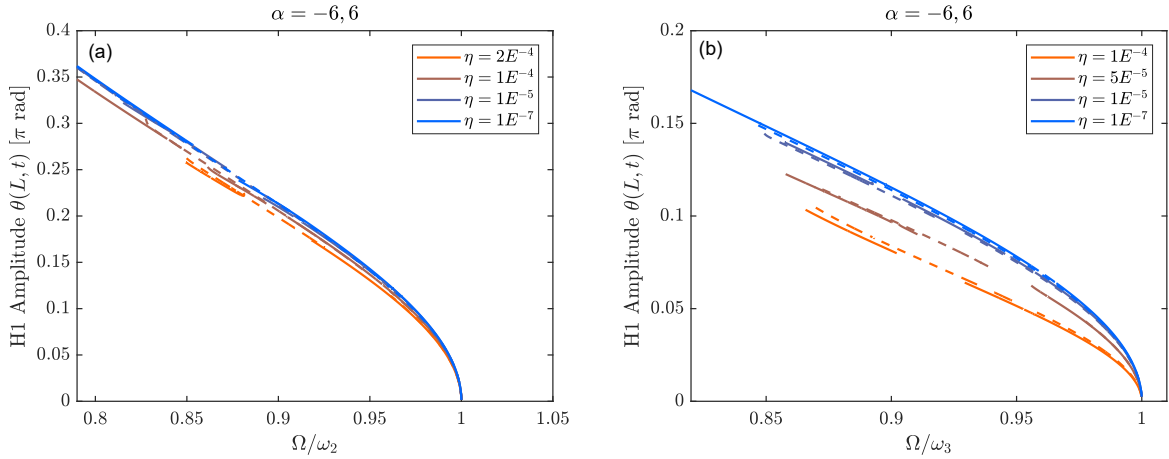 α = −6, 6
(a)
η = 2E⁻⁴
η = 1E⁻⁴
η = 1E⁻⁵
η = 1E⁻⁷
H1 Amplitude θ(L, t) [π rad]
0.4
0.35
0.3
0.25
0.2
0.15
0.1
0.05
0
0.8
0.85
0.9
0.95
1
1.05
Ω/ω₂
α = −6, 6
(b)
η = 1E⁻⁴
η = 5E⁻⁵
η = 1E⁻⁵
η = 1E⁻⁷
H1 Amplitude θ(L, t) [π rad]
0.2
0.15
0.1
0.05
0
0.85
0.9
0.95
1
Ω/ω₃